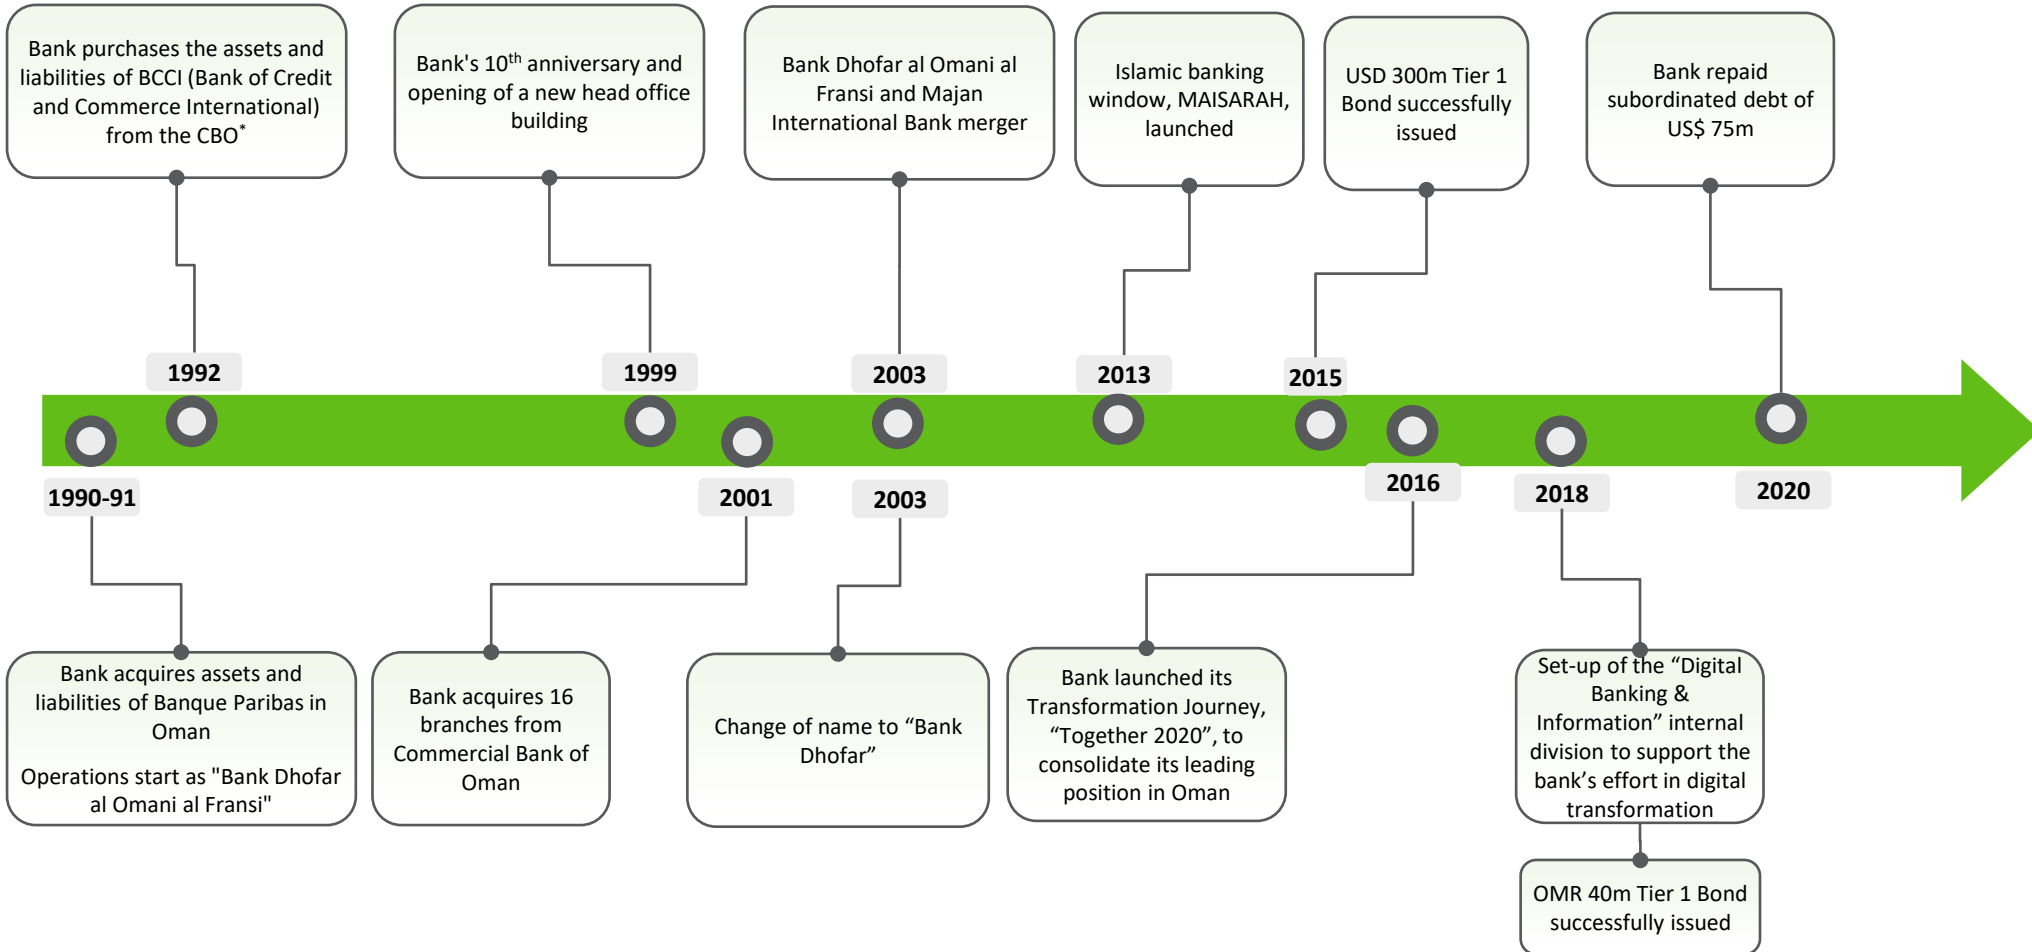 Bank purchases the assets and
liabilities of BCCI (Bank of Credit
and Commerce International)
from the CBO*
Bank's 10th anniversary and
opening of a new head office
building
Bank Dhofar al Omani al
Fransi and Majan
International Bank merger
Islamic banking
window, MAISARAH,
launched
USD 300m Tier 1
Bond successfully
issued
Bank repaid
subordinated debt of
US$ 75m
1992
1999
2003
2013
2015
1990-91
2001
2003
2016
2018
2020
Bank acquires assets and
liabilities of Banque Paribas in
Oman
Operations start as "Bank Dhofar
al Omani al Fransi"
Bank acquires 16
branches from
Commercial Bank of
Oman
Change of name to “Bank
Dhofar”
Bank launched its
Transformation Journey,
“Together 2020”, to
consolidate its leading
position in Oman
Set-up of the “Digital
Banking &
Information” internal
division to support the
bank’s effort in digital
transformation
OMR 40m Tier 1 Bond
successfully issued